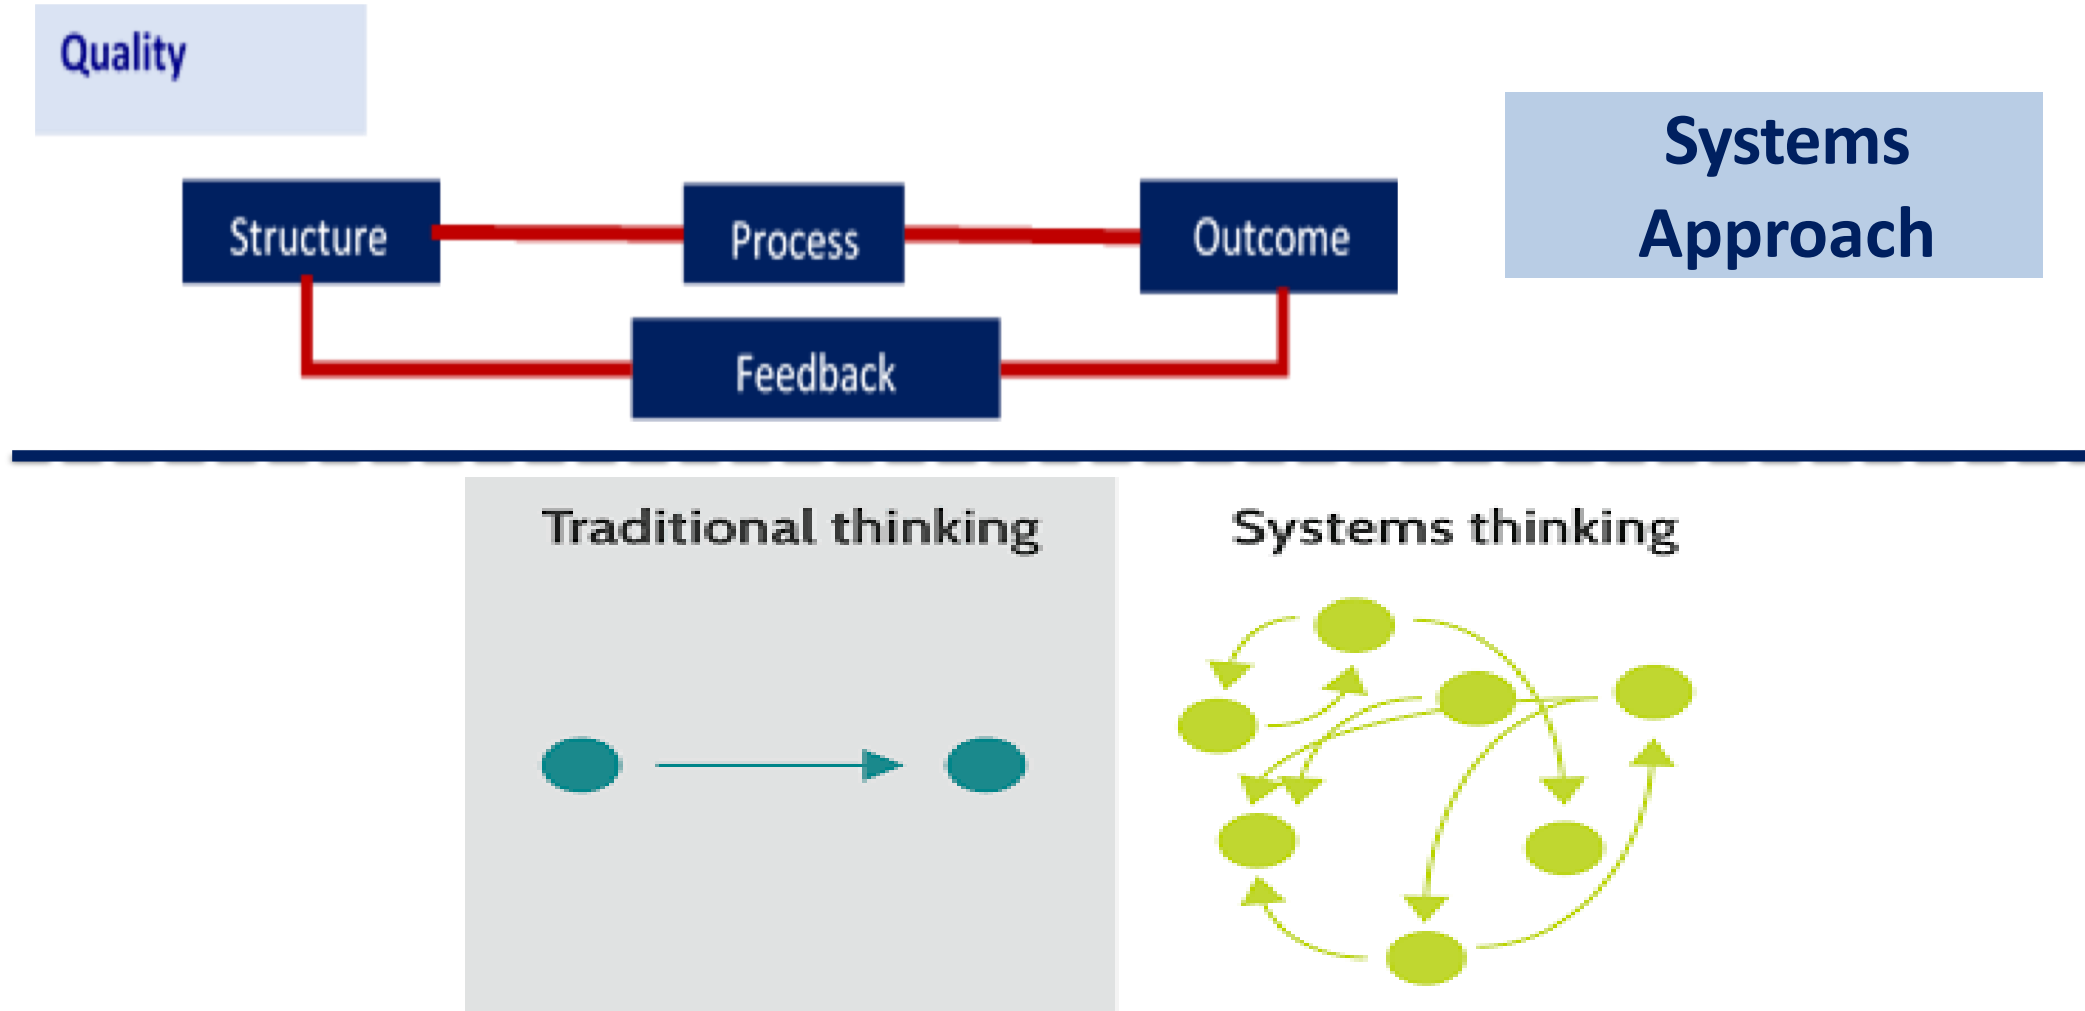 Quality
Systems
Approach
Structure
Process
Outcome
Feedback
Traditional thinking
Systems thinking